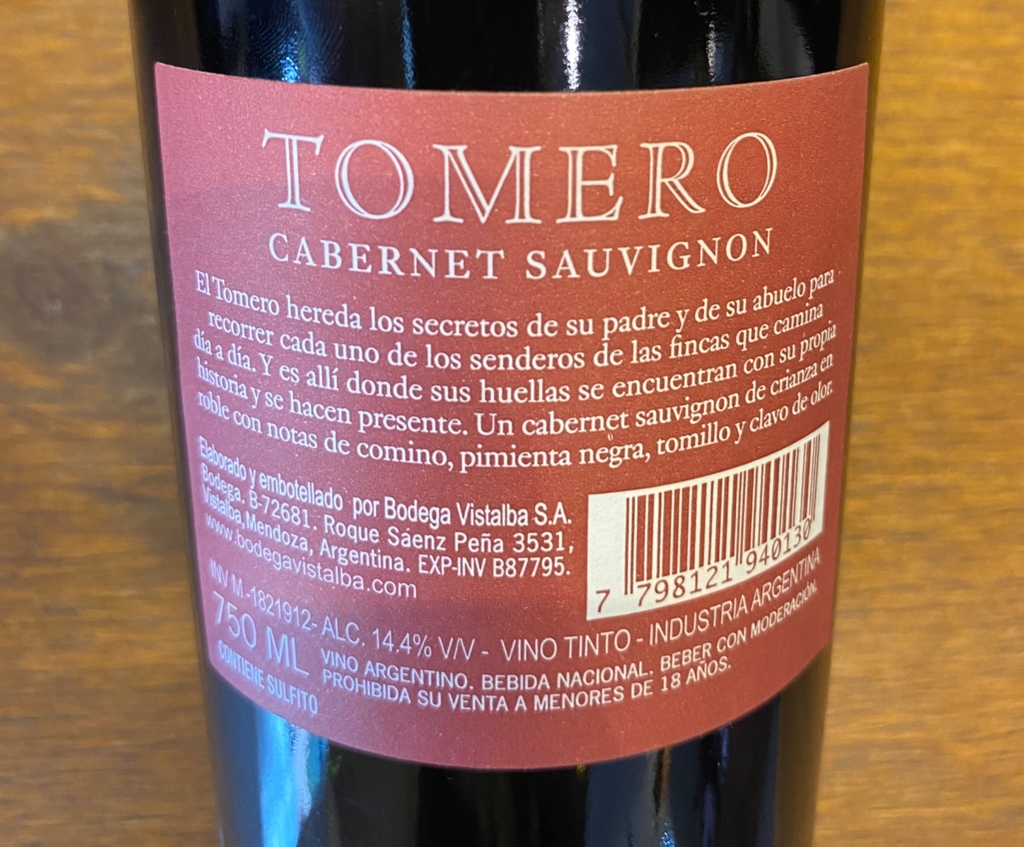 TOMERO
CABERNET SAUVIGNON
El Tomero hereda los secretos de su padre y de su abuelo para
recorrer cada uno de los senderos de las fincas que camina
día a día. Y es allí donde sus huellas se encuentran con su propia
historia y se hacen presente. Un cabernet sauvignon de crianza en
roble con notas de comino, pimienta negra, tomillo y clavo de olor.
Elaborado y embotellado por Bodega Vistalba S.A.
Bodega, B-72681. Roque Sáenz Peña 3531,
Vistalba, Mendoza, Argentina. EXP-INV B87795.
www.bodegavistalba.com
7 798121 940130
INV M-1821912- ALC. 14.4% V/V - VINO TINTO - INDUSTRIA ARGENTINA
750 ML
VINO ARGENTINO. BEBIDA NACIONAL. BEBER CON MODERACIÓN.
CONTIENE SULFITO
PROHIBIDA SU VENTA A MENORES DE 18 AÑOS.